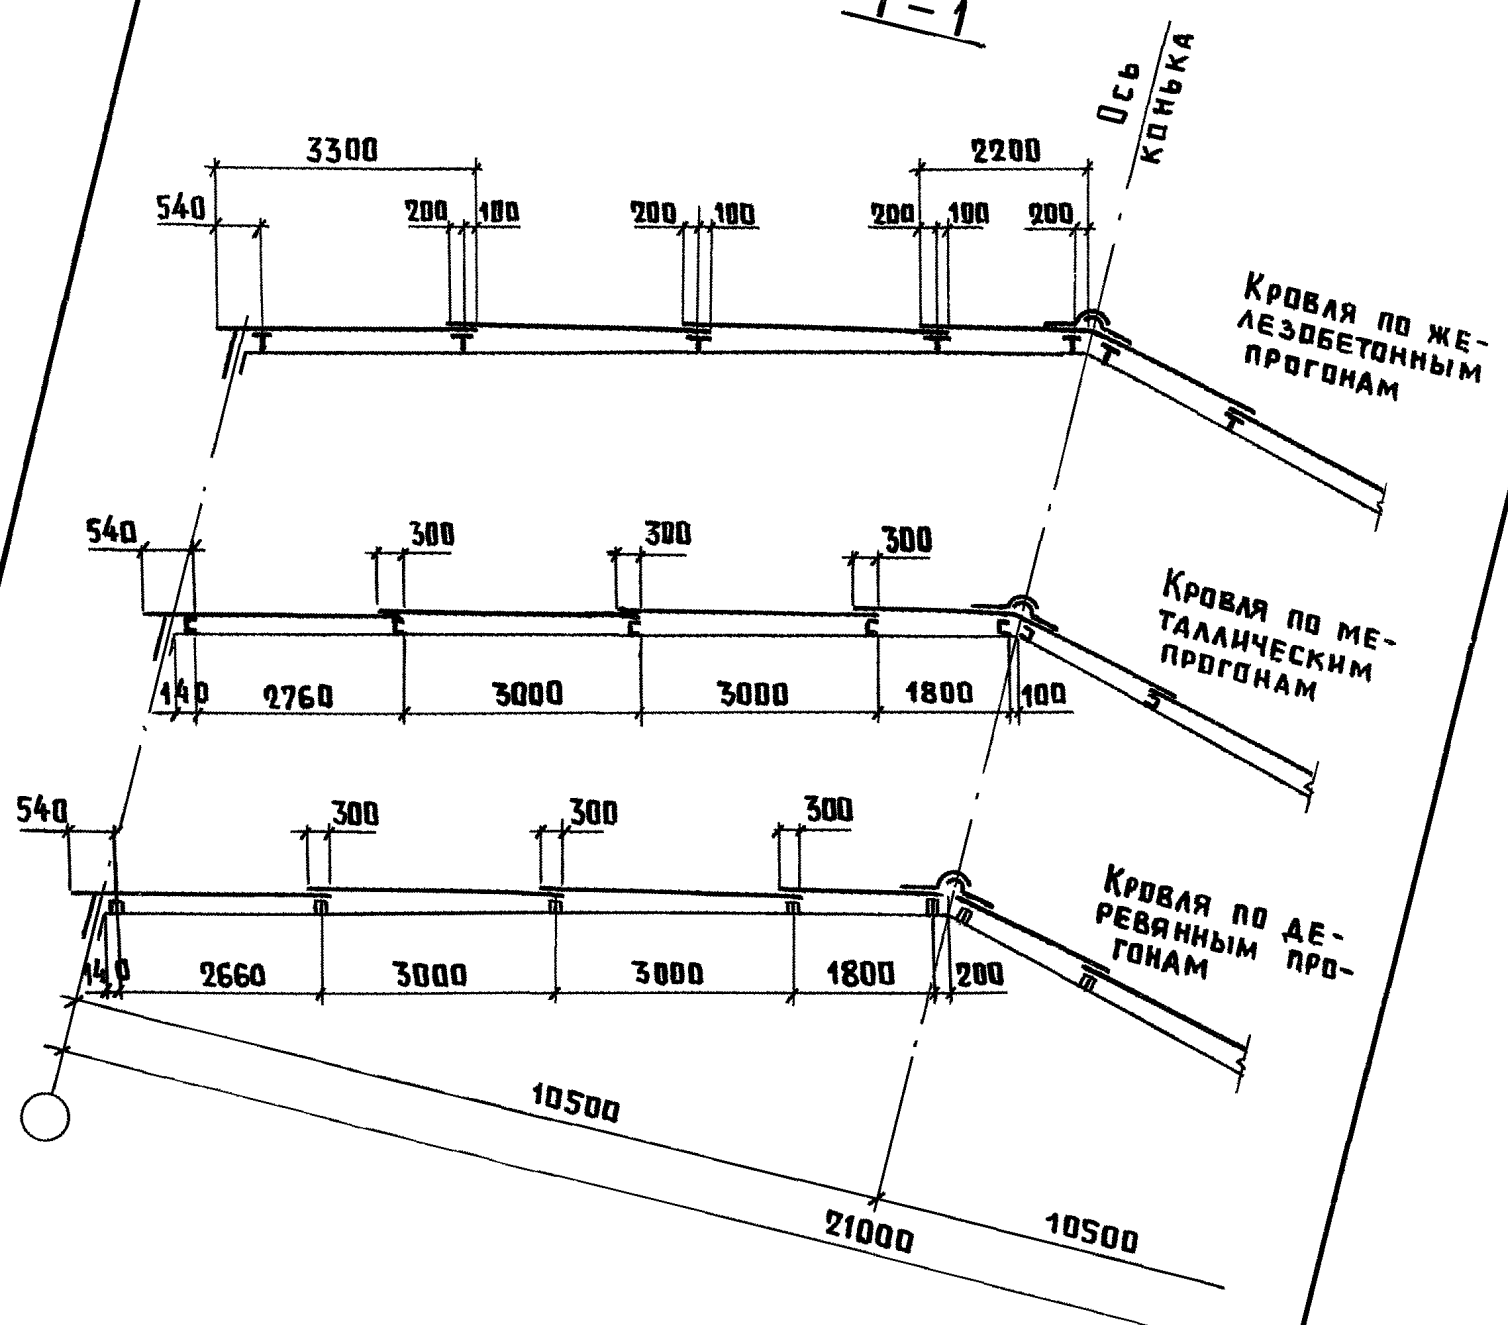 1 - 1
Ось
конька
3300
2200
540
200
100
200
100
200
100
200
Кровля по же-
лезобетонным
прогонам
540
300
300
300
Кровля по ме-
таллическим
прогонам
140
2760
3000
3000
1800
100
540
300
300
300
Кровля по де-
ревянным про-
гонам
140
2660
3000
3000
1800
200
10500
21000
10500